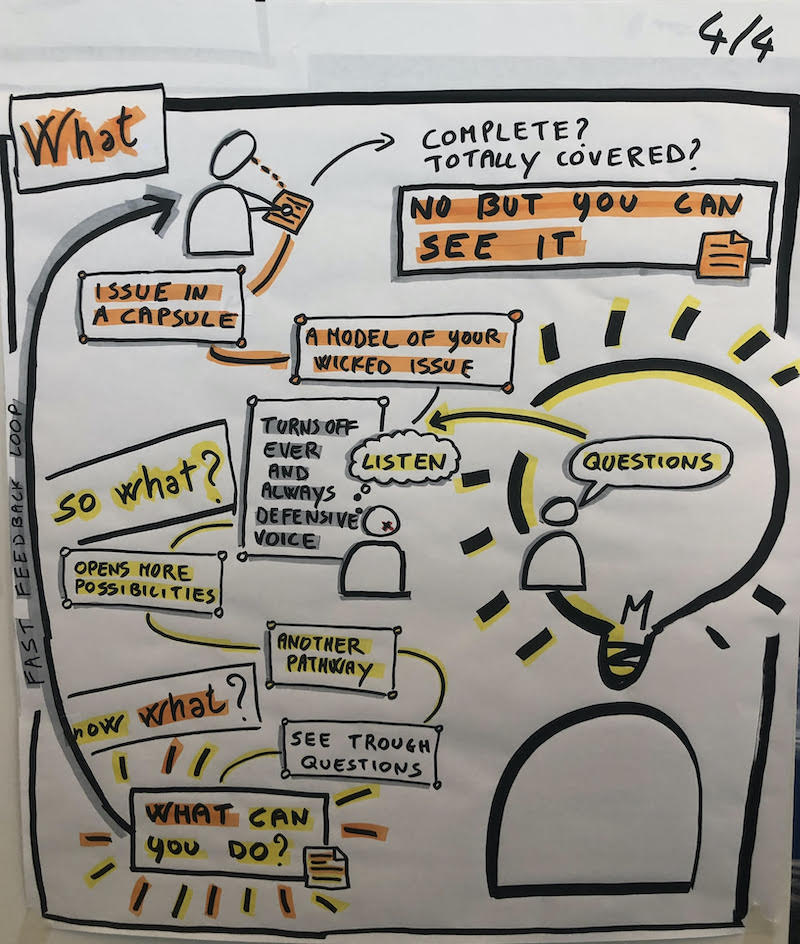 4/4
What
COMPLETE?
TOTALLY COVERED?
NO BUT YOU CAN
SEE IT
ISSUE IN
A CAPSULE
A MODEL OF YOUR
WICKED ISSUE
TURNS OFF
EVER
AND
ALWAYS
DEFENSIVE
VOICE
LISTEN
QUESTIONS
so what?
OPENS MORE
POSSIBILITIES
ANOTHER
PATHWAY
now what?
SEE TROUGH
QUESTIONS
WHAT CAN
YOU DO?
FAST FEEDBACK LOOP